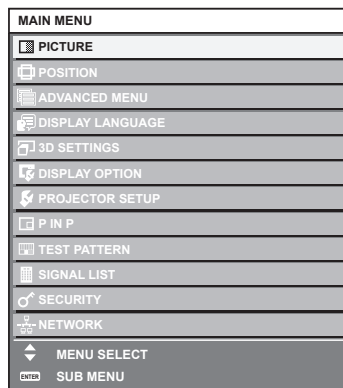 MAIN MENU
PICTURE
POSITION
ADVANCED MENU
DISPLAY LANGUAGE
3D SETTINGS
DISPLAY OPTION
PROJECTOR SETUP
P IN P
TEST PATTERN
SIGNAL LIST
SECURITY
NETWORK
MENU SELECT
ENTER SUB MENU